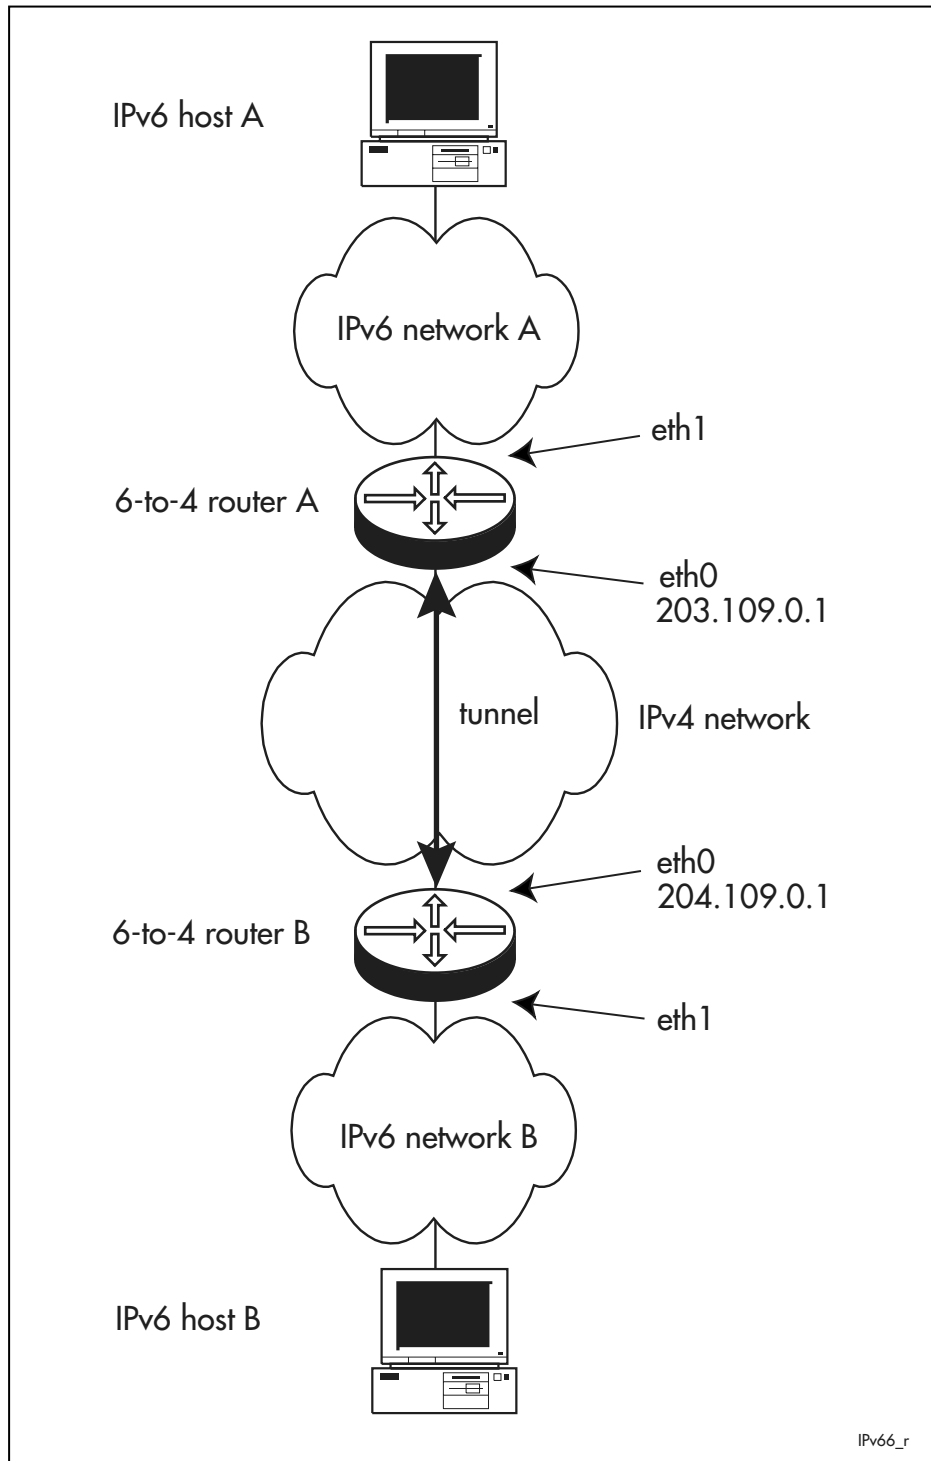 IPv6 host A
IPv6 network A
eth1
6-to-4 router A
eth0
203.109.0.1
tunnel
IPv4 network
eth0
204.109.0.1
6-to-4 router B
eth1
IPv6 network B
IPv6 host B
IPv66_r